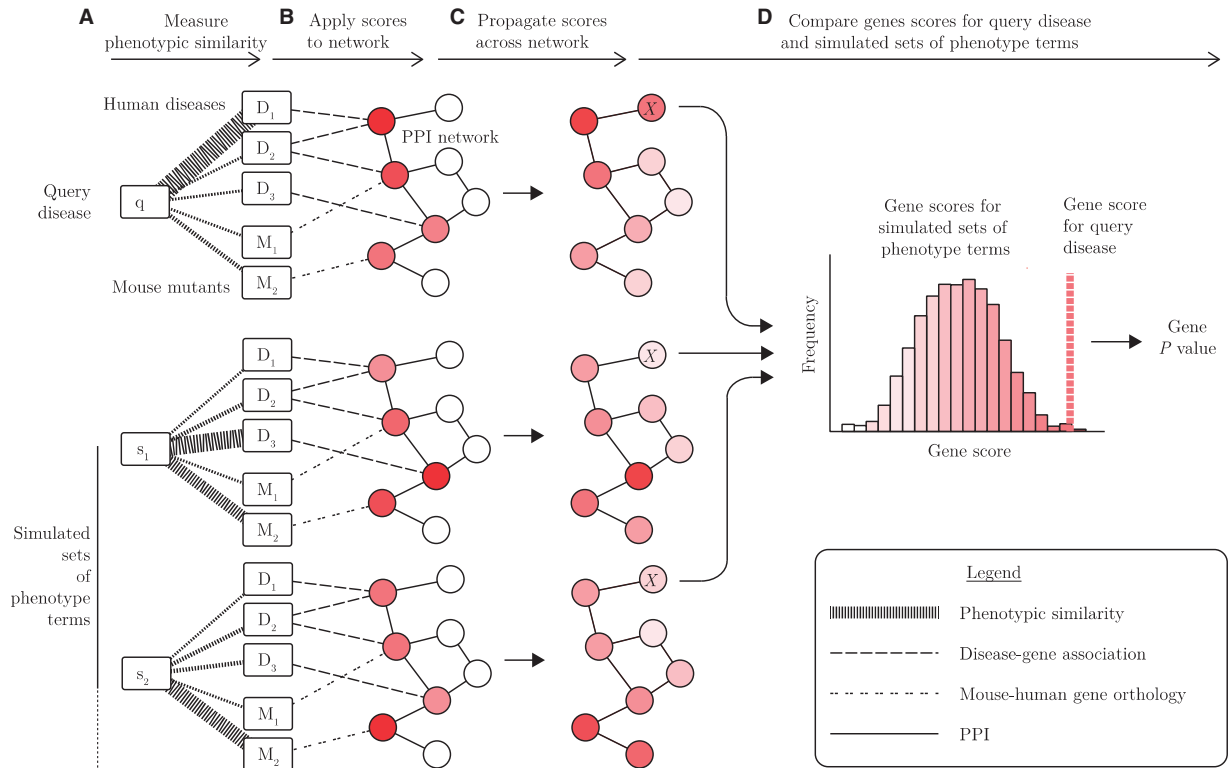 A
Measure
phenotypic similarity
B
Apply scores
to network
C
Propagate scores
across network
D
Compare genes scores for query disease
and simulated sets of phenotype terms
Human diseases
D1
D2
D3
M1
M2
PPI network
Query
disease
q
Mouse mutants
X
Gene scores for
simulated sets of
phenotype terms
Gene score
for query
disease
Frequency
Gene score
Gene
P value
Simulated
sets
of
phenotype
terms
s1
D1
D2
D3
M1
M2
X
s2
D1
D2
D3
M1
M2
X
Legend
Phenotypic similarity
Disease-gene association
Mouse-human gene orthology
PPI